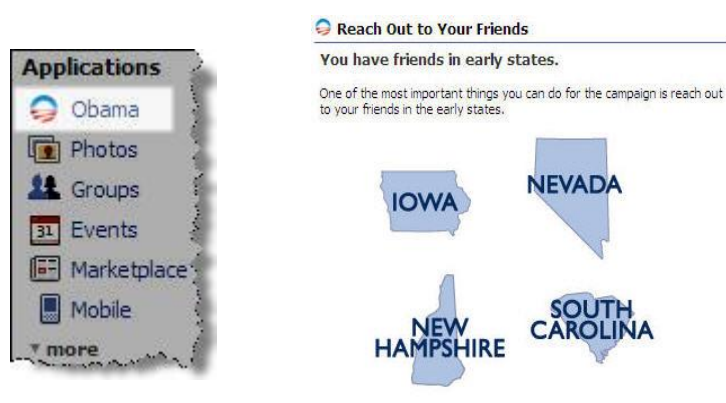 Applications
Obama
Photos
Groups
31 Events
Marketplace
Mobile
more
Reach Out to Your Friends
You have friends in early states.
One of the most important things you can do for the campaign is reach out
to your friends in the early states.
IOWA
NEVADA
NEW
HAMPSHIRE
SOUTH
CAROLINA